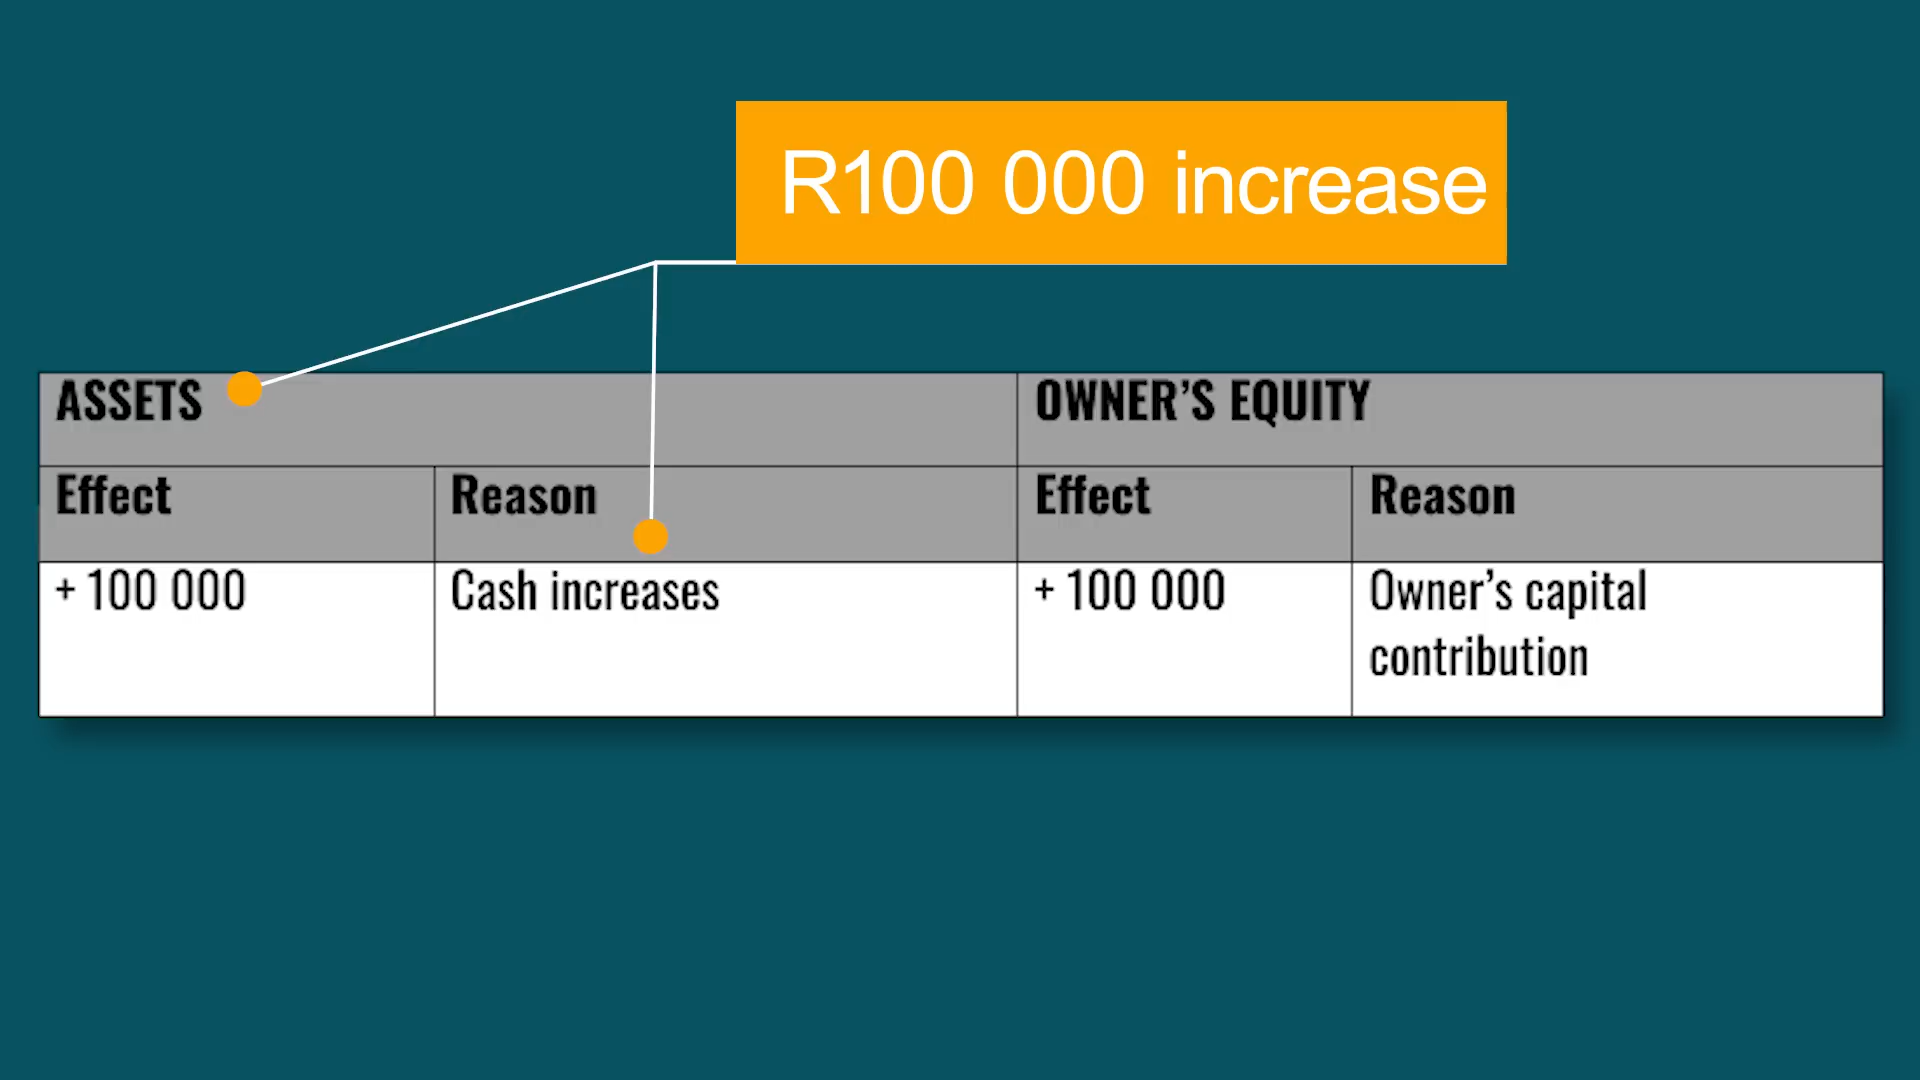 R100 000 increase
ASSETS
OWNER’S EQUITY
Effect
Reason
Effect
Reason
+ 100 000
Cash increases
+ 100 000
Owner’s capital
contribution